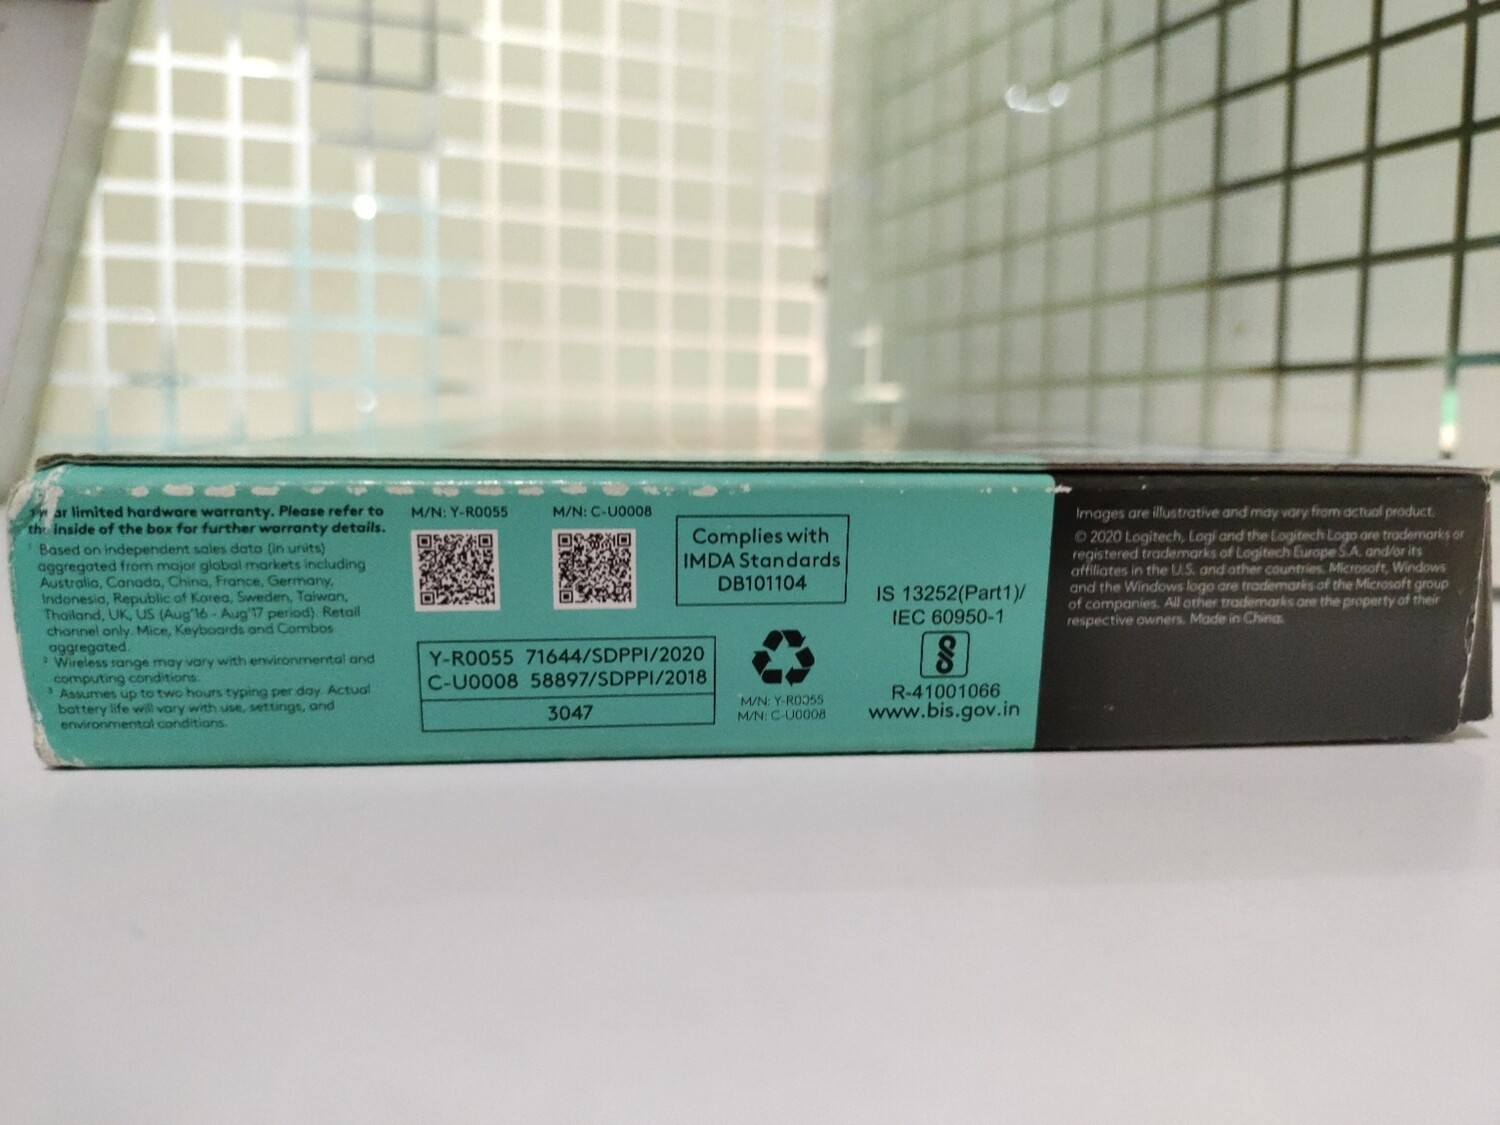 ar limited hardware warranty. Please refer to
the inside of the box for further warranty details.
¹ Based on independent sales data (in units)
aggregated from major global markets including
Australia, Canada, China, France, Germany,
Indonesia, Republic of Korea, Sweden, Taiwan,
Thailand, UK, US (Aug'16 - Aug'17 period). Retail
channel only. Mice, Keyboards and Combos
aggregated.
² Wireless range may vary with environmental and
computing conditions.
³ Assumes up to two hours typing per day. Actual
battery life will vary with use, settings, and
environmental conditions.
M/N: Y-R0055
M/N: C-U0008
Y-R0055 71644/SDPPI/2020
C-U0008 58897/SDPPI/2018
3047
Complies with
IMDA Standards
DB101104
M/N: Y-R0055
M/N: C-U0008
IS 13252(Part1)/
IEC 60950-1
R-41001066
www.bis.gov.in
Images are illustrative and may vary from actual product.
© 2020 Logitech, Logi and the Logitech Logo are trademarks or
registered trademarks of Logitech Europe S.A. and/or its
affiliates in the U.S. and other countries. Microsoft, Windows
and the Windows logo are trademarks of the Microsoft group
of companies. All other trademarks are the property of their
respective owners. Made in China.